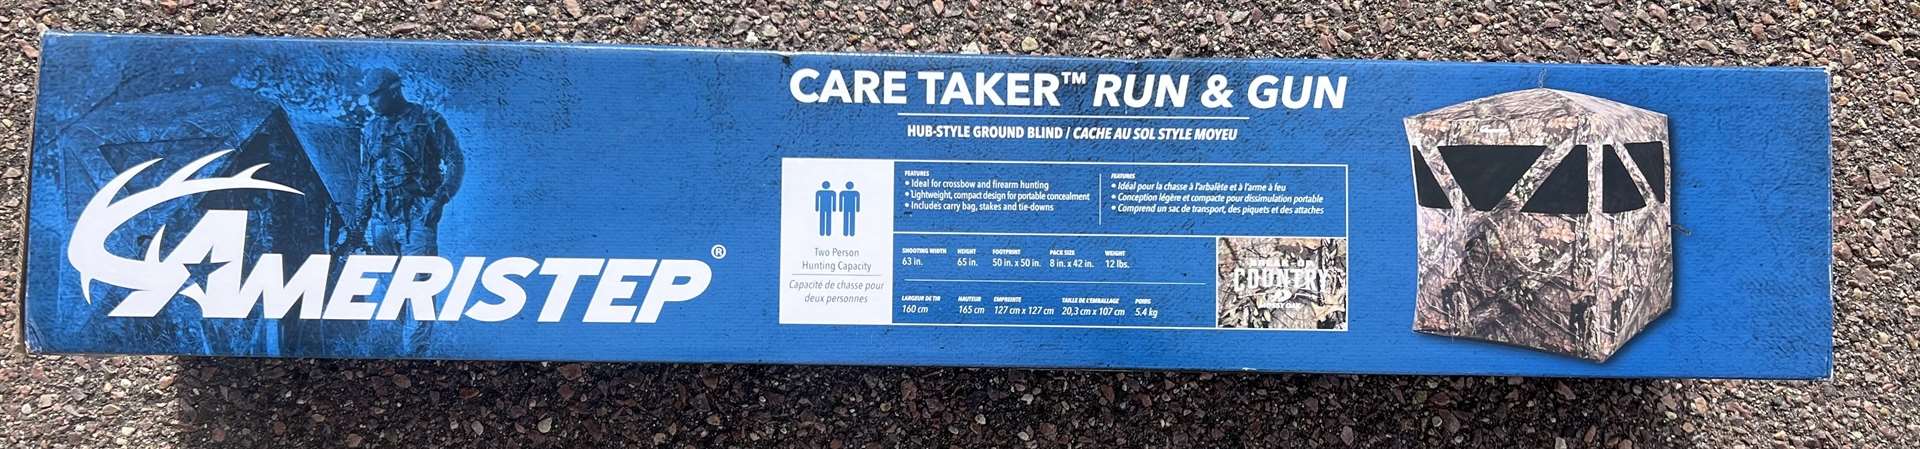 AMERISTEP®
CARE TAKER™ RUN & GUN
HUB-STYLE GROUND BLIND / CACHE AU SOL STYLE MOYEU
Two Person
Hunting Capacity
Capacité de chasse pour
deux personnes
FEATURES
• Ideal for crossbow and firearm hunting
• Lightweight, compact design for portable concealment
• Includes carry bag, stakes and tie-downs
FEATURES
• Idéal pour la chasse à l'arbalète et à l'arme à feu
• Conception légère et compacte pour dissimulation portable
• Comprend un sac de transport, des piquets et des attaches
SHOOTING WIDTH HEIGHT FOOTPRINT PACK SIZE WEIGHT
63 in. 65 in. 50 in. x 50 in. 8 in. x 42 in. 12 lbs.
LARGEUR DE TIR HAUTEUR EMPREINTE TAILLE DE L'EMBALLAGE POIDS
160 cm 165 cm 127 cm x 127 cm 20,3 cm x 107 cm 5.4 kg
BREAK-UP
COUNTRY
MOSSY OAK